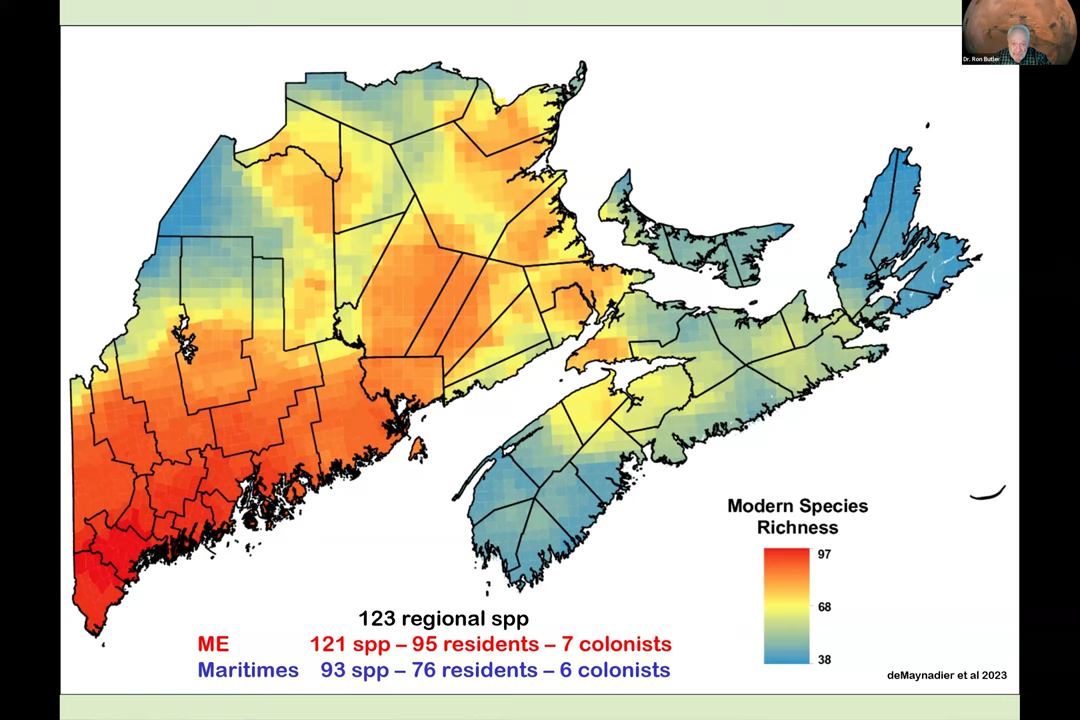 Dr. Ron Butler
Modern Species
Richness
97
68
38
123 regional spp
ME 121 spp – 95 residents – 7 colonists
Maritimes 93 spp – 76 residents – 6 colonists
deMaynadier et al 2023